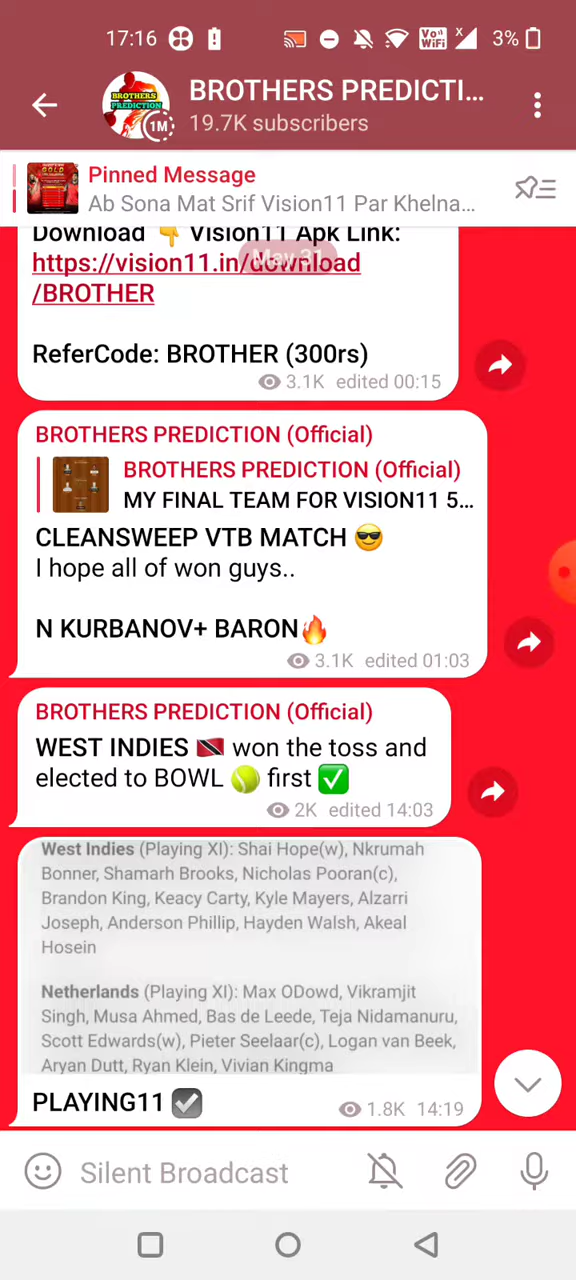 17:16
Vo))
WiFi
X
3%
BROTHERS
PREDICTION
1M
BROTHERS PREDICTI...
19.7K subscribers
Pinned Message
Ab Sona Mat Srif Vision11 Par Khelna...
Download 👇 Vision11 Apk Link:
May 31
https://vision11.in/download
/BROTHER
ReferCode: BROTHER (300rs)
3.1K edited 00:15
BROTHERS PREDICTION (Official)
BROTHERS PREDICTION (Official)
MY FINAL TEAM FOR VISION11 5...
CLEANSWEEP VTB MATCH 😎
I hope all of won guys..
N KURBANOV+ BARON🔥
3.1K edited 01:03
BROTHERS PREDICTION (Official)
WEST INDIES 🇹🇹 won the toss and
elected to BOWL 🎾 first ✅
2K edited 14:03
West Indies (Playing XI): Shai Hope(w), Nkrumah
Bonner, Shamarh Brooks, Nicholas Pooran(c),
Brandon King, Keacy Carty, Kyle Mayers, Alzarri
Joseph, Anderson Phillip, Hayden Walsh, Akeal
Hosein
Netherlands (Playing XI): Max ODowd, Vikramjit
Singh, Musa Ahmed, Bas de Leede, Teja Nidamanuru,
Scott Edwards(w), Pieter Seelaar(c), Logan van Beek,
Aryan Dutt, Ryan Klein, Vivian Kingma
PLAYING11 ☑️
1.8K 14:19
Silent Broadcast